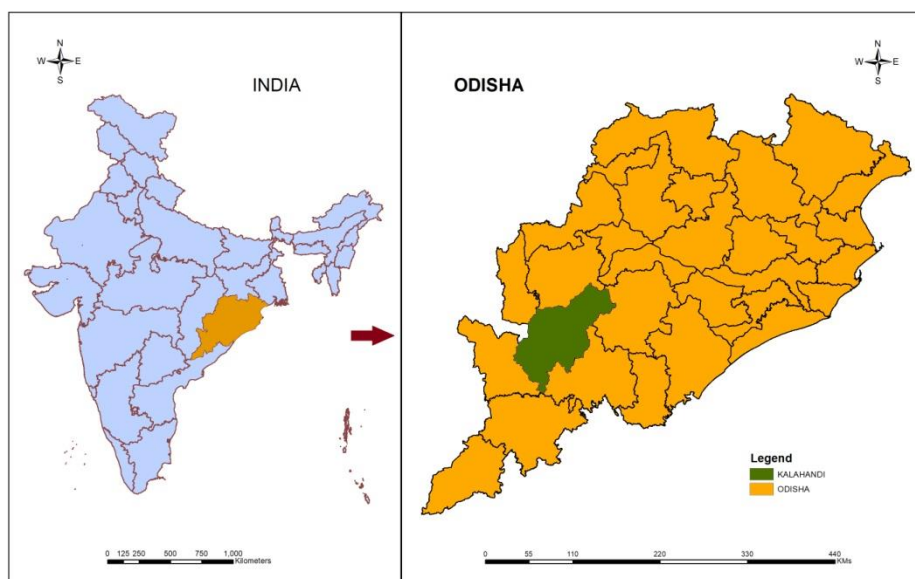 N
W E
S
INDIA
0 125 250 500 750 1,000
Kilometers
ODISHA
N
W E
S
Legend
KALAHANDI
ODISHA
0 55 110 220 330 440
KMs